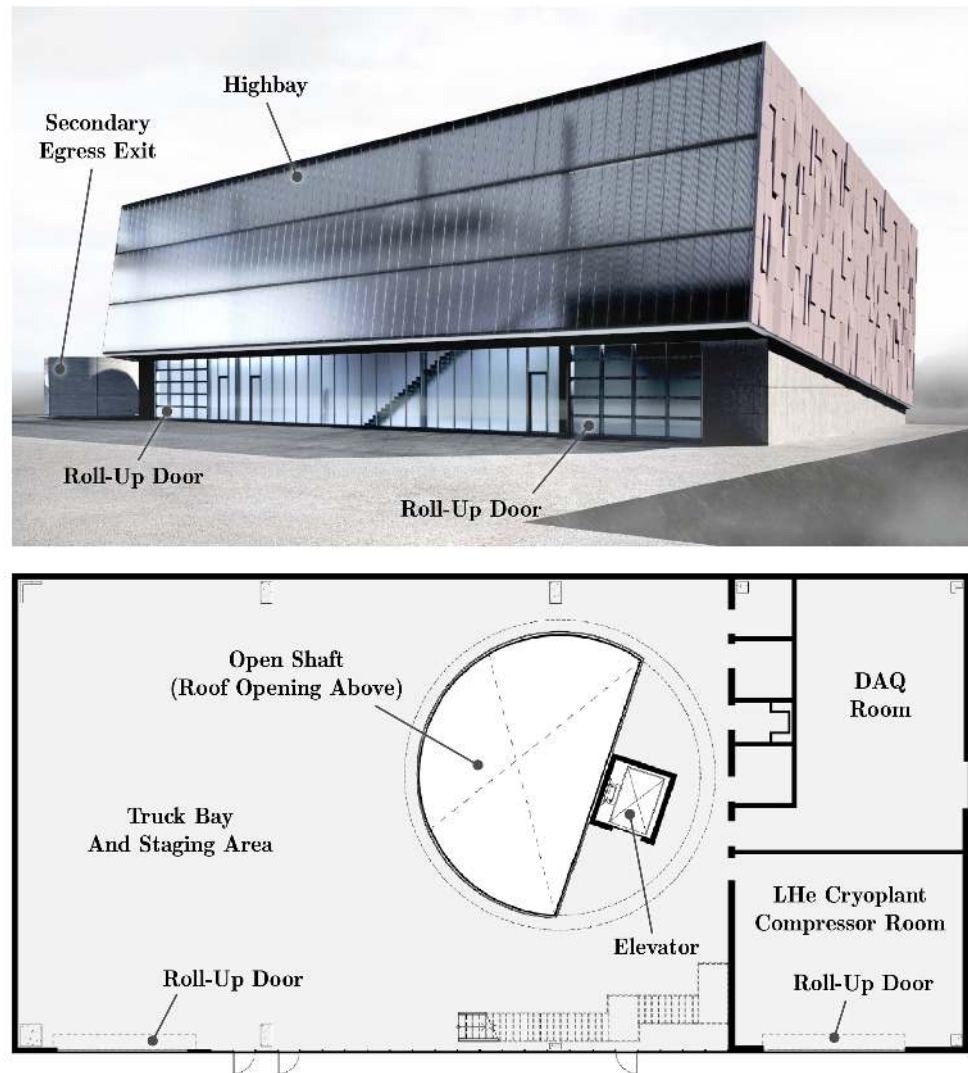 Highbay
Secondary
Egress Exit
Roll-Up Door
Roll-Up Door
Open Shaft
(Roof Opening Above)
DAQ
Room
Truck Bay
And Staging Area
LHe Cryoplant
Compressor Room
Elevator
Roll-Up Door
Roll-Up Door